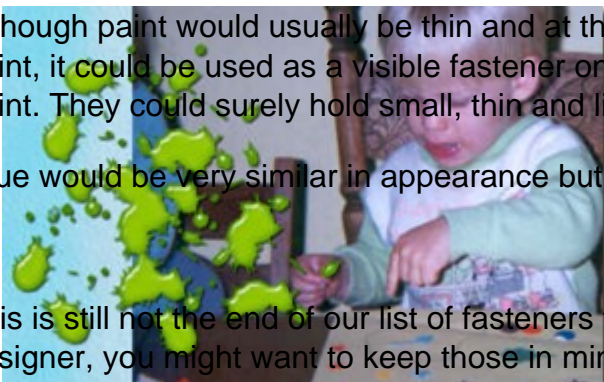 hough paint would usually be thin and at th
int, it could be used as a visible fastener or
int. They could surely hold small, thin and li
ue would be very similar in appearance but
is is still not the end of our list of fasteners
signer, you might want to keep those in mi